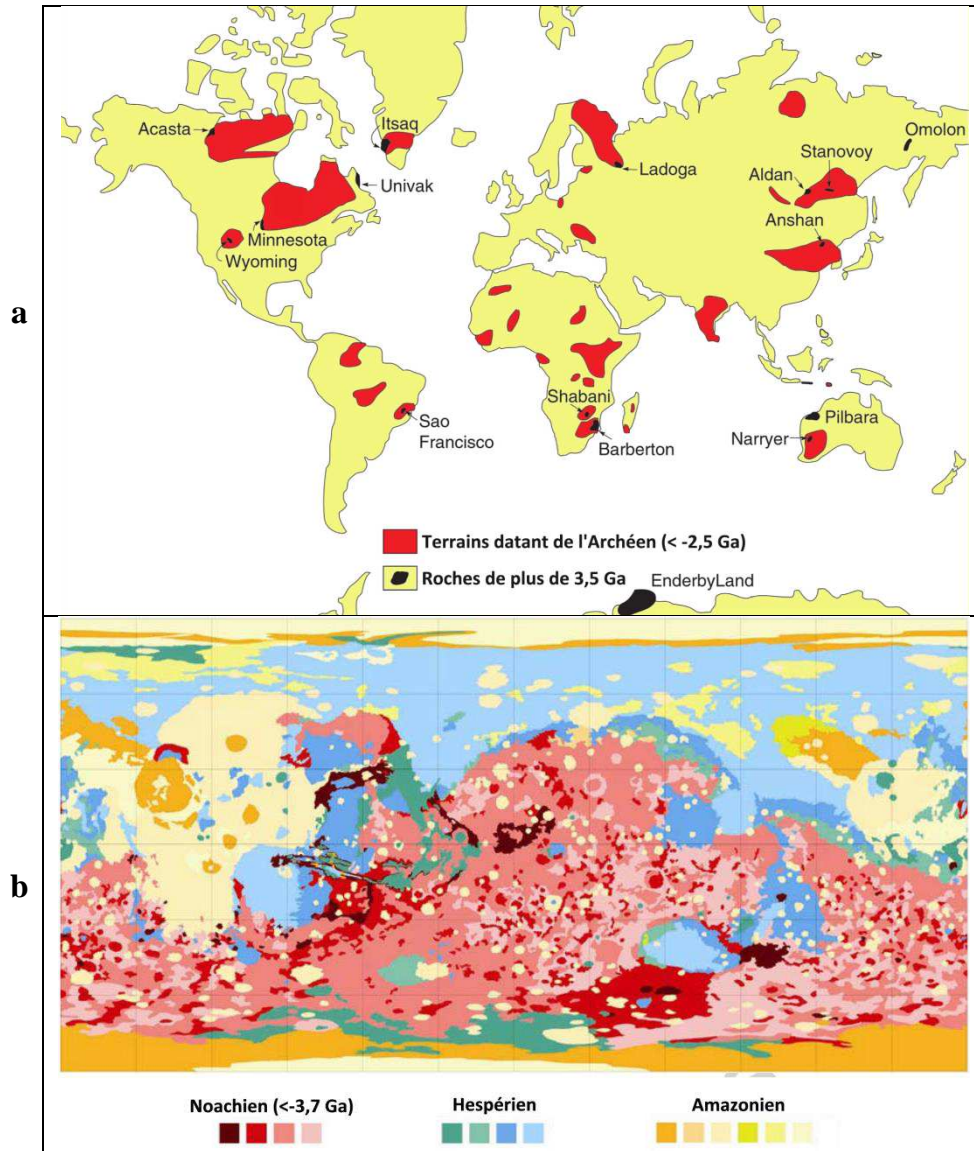 a
Acasta
Itsaq
Univak
Minnesota
Wyoming
Ladoga
Omolon
Stanovoy
Aldan
Anshan
Sao
Francisco
Shabani
Barberton
Pilbara
Narryer
Terrains datant de l'Archéen (< -2,5 Ga)
Roches de plus de 3,5 Ga
EnderbyLand
b
Noachien (<-3,7 Ga)
Hespérien
Amazonien